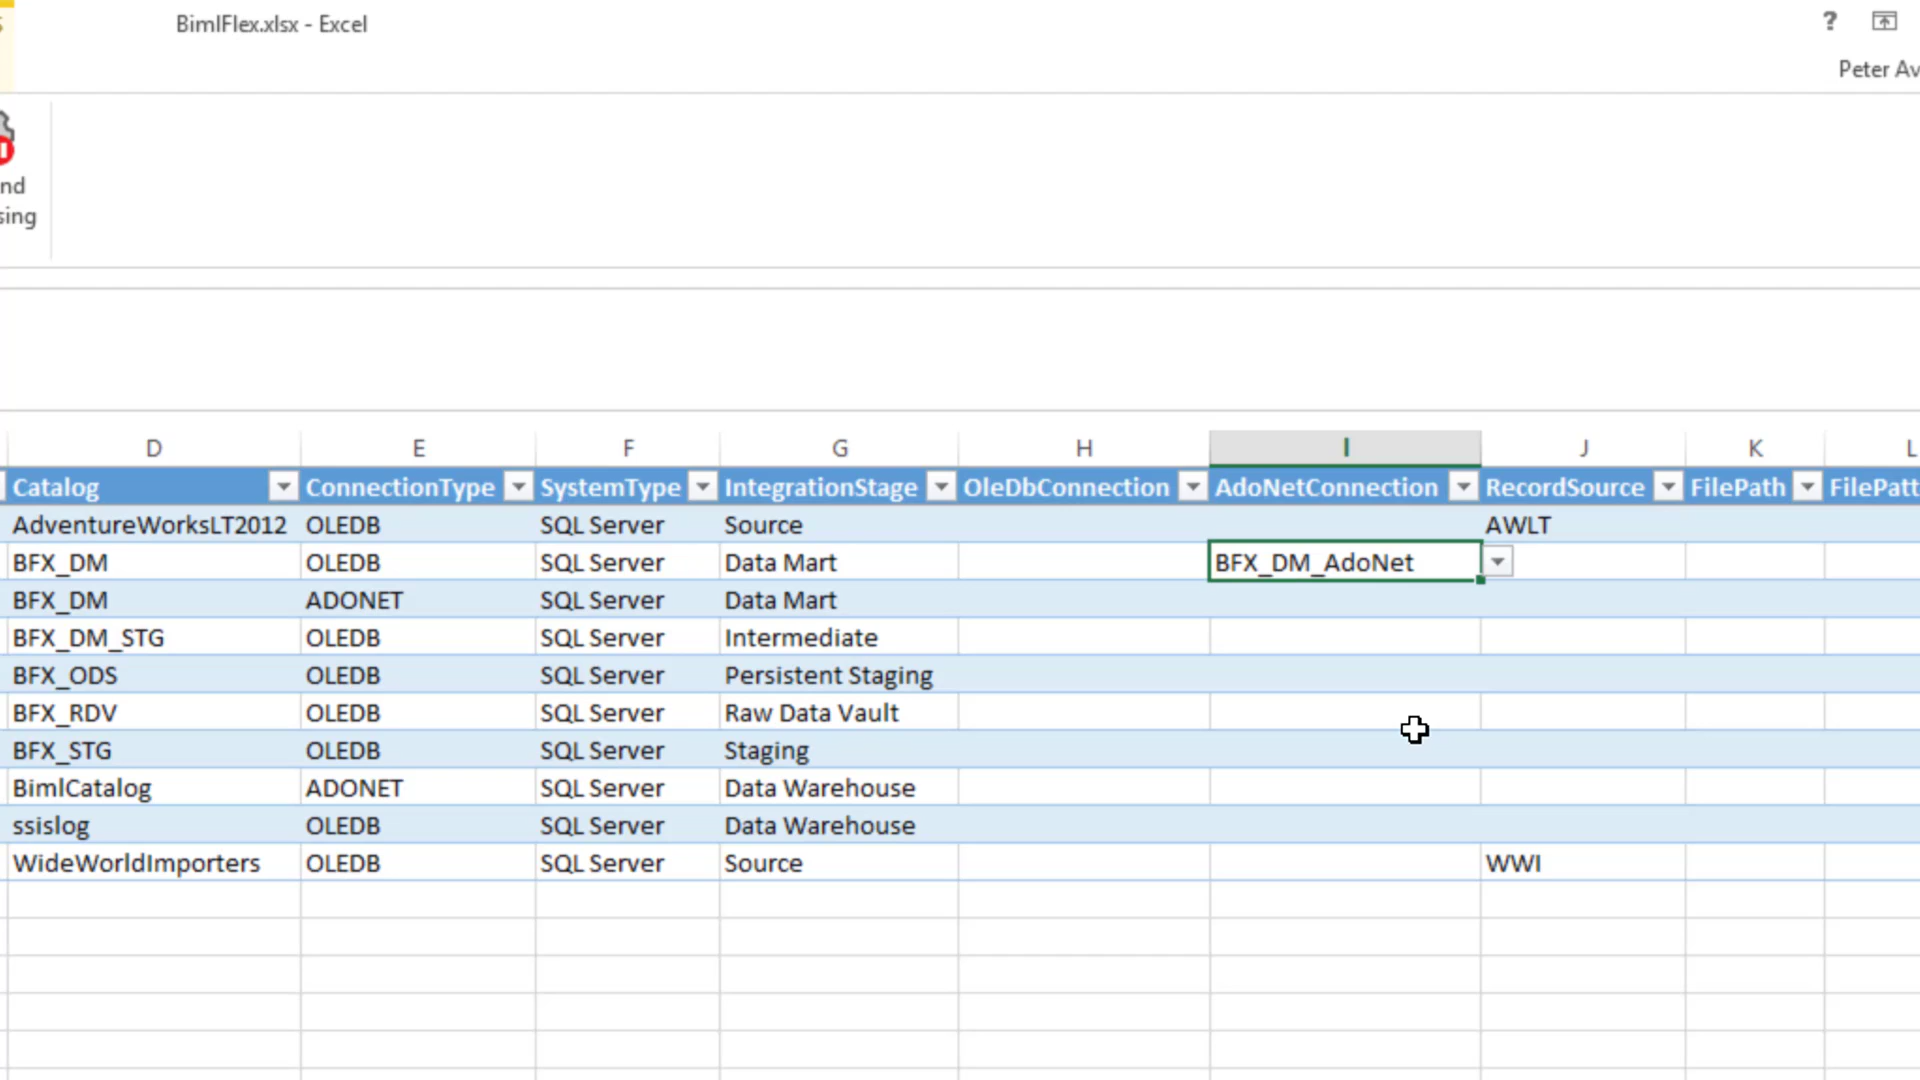 BimlFlex.xlsx - Excel
?
Peter Av
nd
sing
D E F G H I J K L
Catalog ConnectionType SystemType IntegrationStage OleDbConnection AdoNetConnection RecordSource FilePath FilePatt
AdventureWorksLT2012 OLEDB SQL Server Source AWLT
BFX_DM OLEDB SQL Server Data Mart BFX_DM_AdoNet
BFX_DM ADONET SQL Server Data Mart
BFX_DM_STG OLEDB SQL Server Intermediate
BFX_ODS OLEDB SQL Server Persistent Staging
BFX_RDV OLEDB SQL Server Raw Data Vault
BFX_STG OLEDB SQL Server Staging
BimlCatalog ADONET SQL Server Data Warehouse
ssislog OLEDB SQL Server Data Warehouse
WideWorldImporters OLEDB SQL Server Source WWI